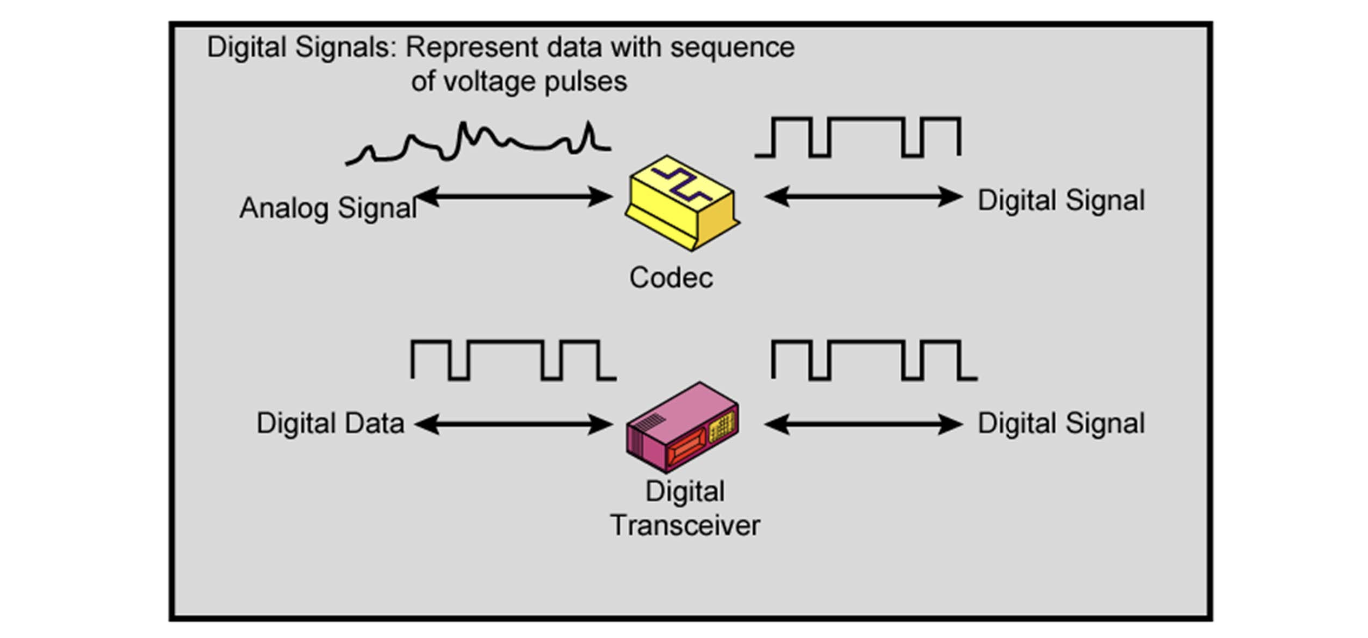 Digital Signals: Represent data with sequence
of voltage pulses
Analog Signal
Digital Signal
Codec
Digital Data
Digital Signal
Digital
Transceiver